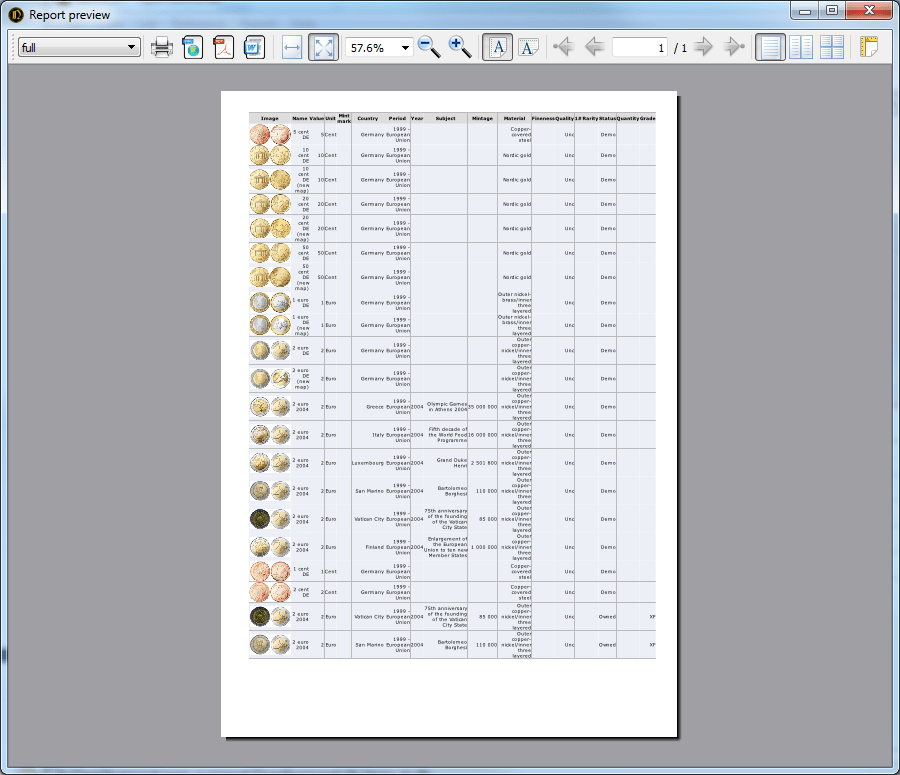 Report preview
full 57.6% 1 / 1
Image Name Value Unit Mint mark Country Period Year Subject Mintage Material Fineness Quality 1# Rarity Status Quantity Grade
5 cent DE 5 Cent Germany 1999 - European Union Copper-covered steel Unc Demo
10 cent DE 10 Cent Germany 1999 - European Union Nordic gold Unc Demo
10 cent DE (new map) 10 Cent Germany 1999 - European Union Nordic gold Unc Demo
20 cent DE 20 Cent Germany 1999 - European Union Nordic gold Unc Demo
20 cent DE (new map) 20 Cent Germany 1999 - European Union Nordic gold Unc Demo
50 cent DE 50 Cent Germany 1999 - European Union Nordic gold Unc Demo
50 cent DE (new map) 50 Cent Germany 1999 - European Union Nordic gold Unc Demo
1 euro DE 1 Euro Germany 1999 - European Union Outer nickel-brass/inner three layered Unc Demo
1 euro DE (new map) 1 Euro Germany 1999 - European Union Outer nickel-brass/inner three layered Unc Demo
2 euro DE 2 Euro Germany 1999 - European Union Outer copper-nickel/inner three layered Unc Demo
2 euro DE (new map) 2 Euro Germany 1999 - European Union Outer copper-nickel/inner three layered Unc Demo
2 euro 2004 2 Euro Greece 1999 - European Union 2004 Olympic Games in Athens 2004 35 000 000 Outer copper-nickel/inner three layered Unc Demo
2 euro 2004 2 Euro Italy 1999 - European Union 2004 Fifth decade of the World Food Programme 16 000 000 Outer copper-nickel/inner three layered Unc Demo
2 euro 2004 2 Euro Luxembourg 1999 - European Union 2004 Grand Duke Henri 2 501 800 Outer copper-nickel/inner three layered Unc Demo
2 euro 2004 2 Euro San Marino 1999 - European Union 2004 Bartolomeo Borghesi 110 000 Outer copper-nickel/inner three layered Unc Demo
2 euro 2004 2 Euro Vatican City 1999 - European Union 2004 75th anniversary of the founding of the Vatican City State 85 000 Outer copper-nickel/inner three layered Unc Demo
2 euro 2004 2 Euro Finland 1999 - European Union 2004 Enlargement of the European Union to ten new Member States 1 000 000 Outer copper-nickel/inner three layered Unc Demo
1 cent DE 1 Cent Germany 1999 - European Union Copper-covered steel Unc Demo
2 cent DE 2 Cent Germany 1999 - European Union Copper-covered steel Unc Demo
2 euro 2004 2 Euro Vatican City 1999 - European Union 2004 75th anniversary of the founding of the Vatican City State 85 000 Outer copper-nickel/inner three layered Unc Owned XF
2 euro 2004 2 Euro San Marino 1999 - European Union 2004 Bartolomeo Borghesi 110 000 Outer copper-nickel/inner three layered Unc Owned XF